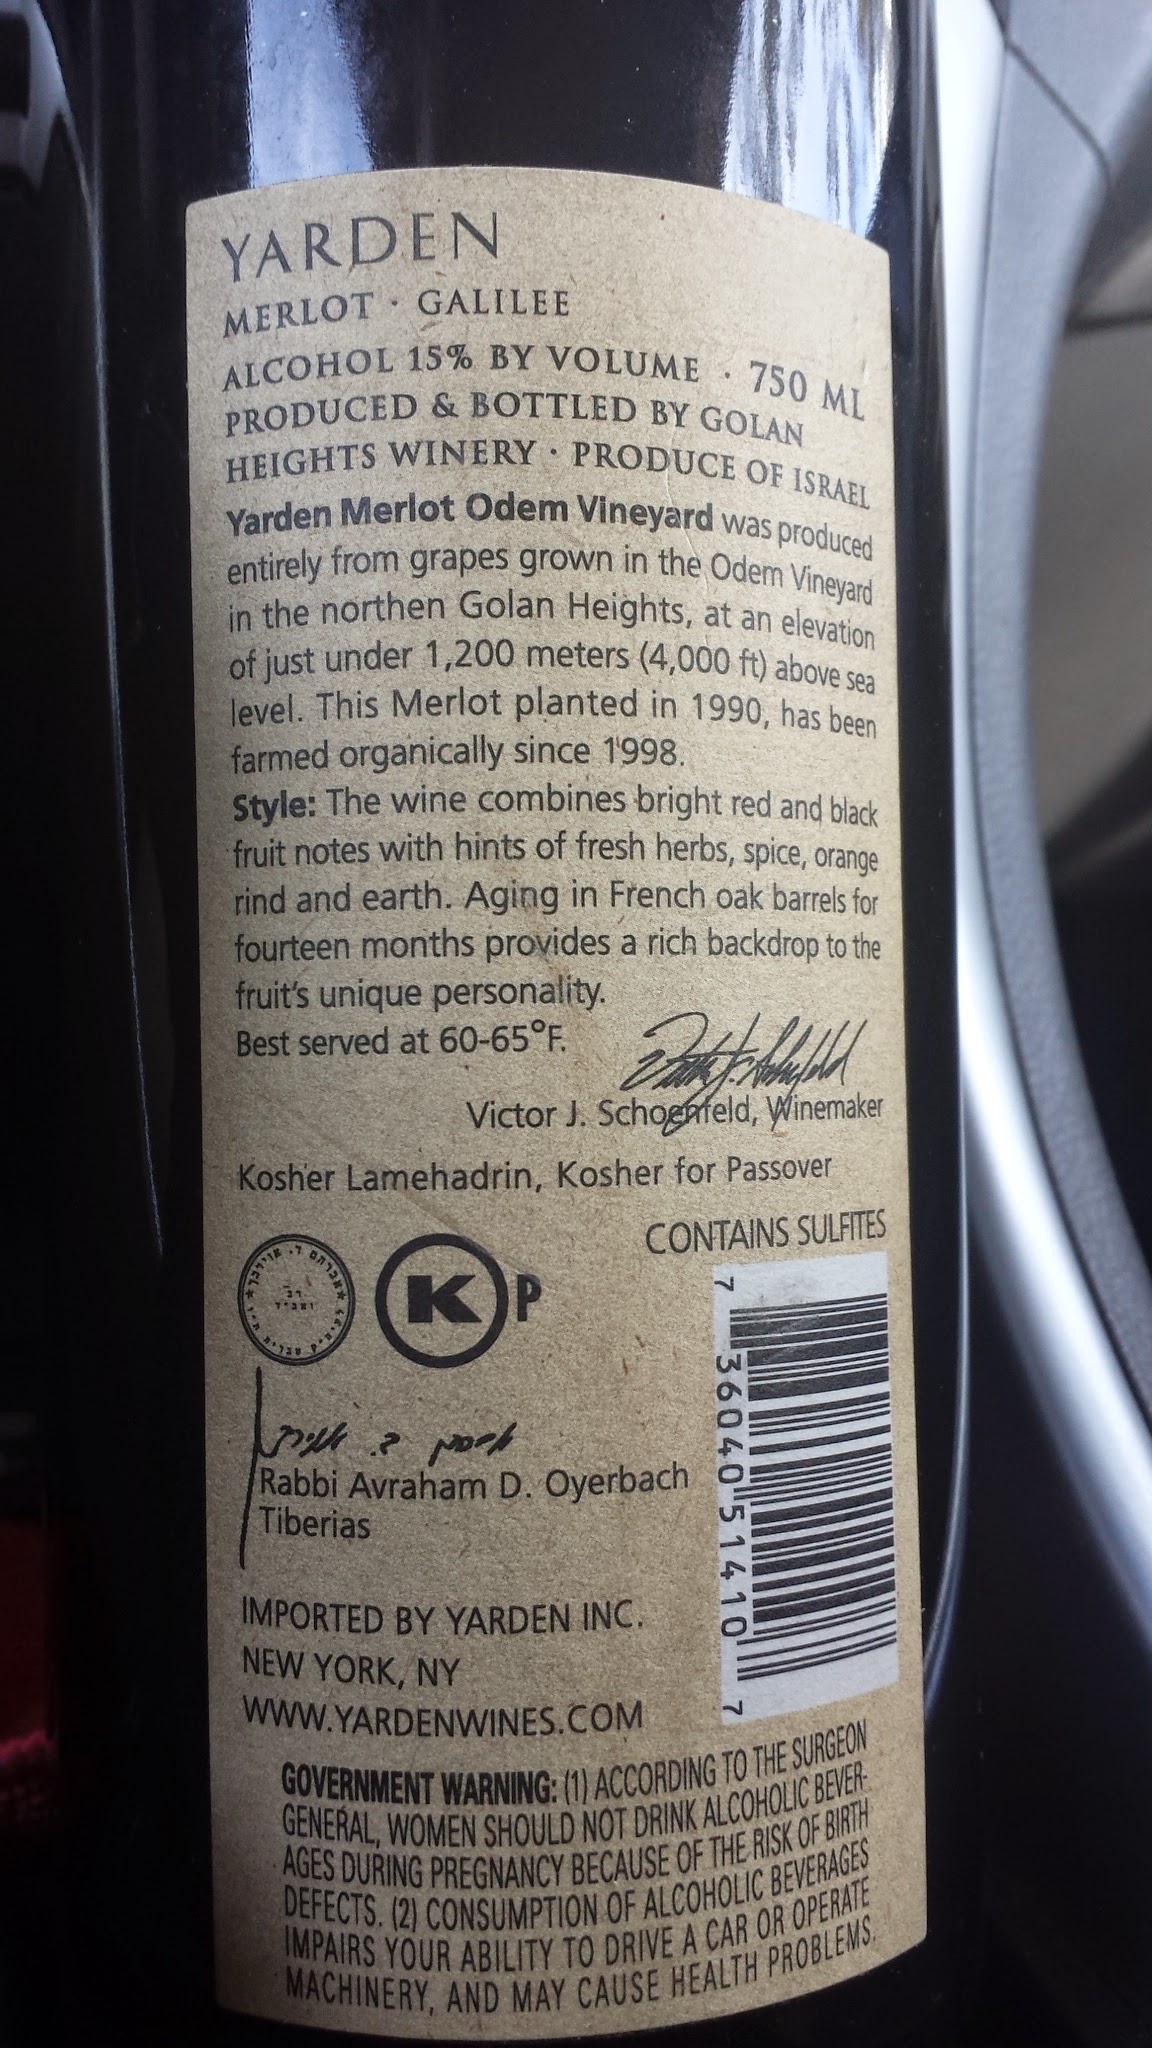 YARDEN
MERLOT · GALILEE
ALCOHOL 15% BY VOLUME · 750 ML
PRODUCED & BOTTLED BY GOLAN
HEIGHTS WINERY · PRODUCE OF ISRAEL
Yarden Merlot Odem Vineyard was produced
entirely from grapes grown in the Odem Vineyard
in the northen Golan Heights, at an elevation
of just under 1,200 meters (4,000 ft) above sea
level. This Merlot planted in 1990, has been
farmed organically since 1998.
Style: The wine combines bright red and black
fruit notes with hints of fresh herbs, spice, orange
rind and earth. Aging in French oak barrels for
fourteen months provides a rich backdrop to the
fruit's unique personality.
Best served at 60-65°F.
Victor J. Schoenfeld, Winemaker
Kosher Lamehadrin, Kosher for Passover
CONTAINS SULFITES
K P
Rabbi Avraham D. Oyerbach
Tiberias
7 36040 51410 7
IMPORTED BY YARDEN INC.
NEW YORK, NY
WWW.YARDENWINES.COM
GOVERNMENT WARNING: (1) ACCORDING TO THE SURGEON
GENERAL, WOMEN SHOULD NOT DRINK ALCOHOLIC BEVER-
AGES DURING PREGNANCY BECAUSE OF THE RISK OF BIRTH
DEFECTS. (2) CONSUMPTION OF ALCOHOLIC BEVERAGES
IMPAIRS YOUR ABILITY TO DRIVE A CAR OR OPERATE
MACHINERY, AND MAY CAUSE HEALTH PROBLEMS.